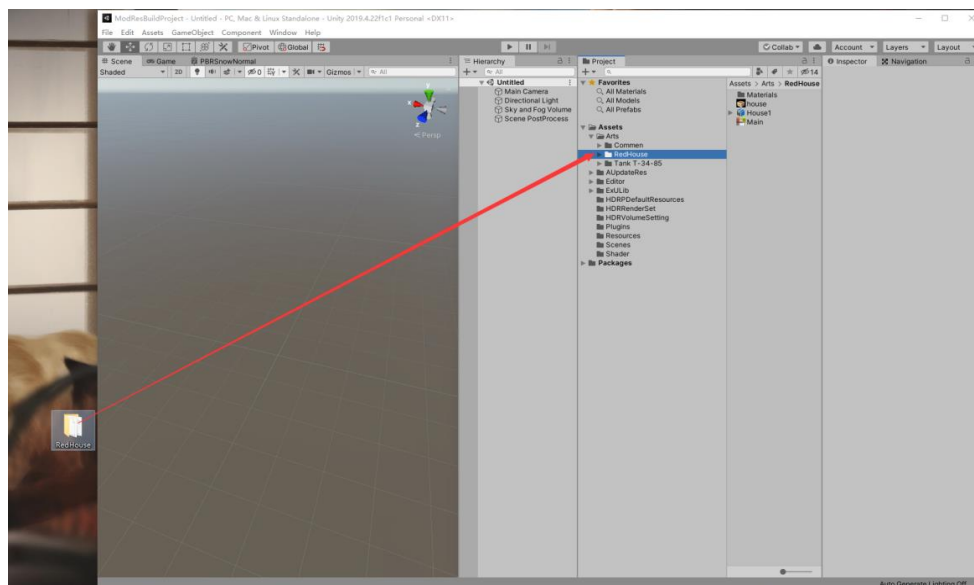 ModResBuildProject - Untitled - PC, Mac & Linux Standalone - Unity 2019.4.22f1c1 Personal <DX11>
File Edit Assets GameObject Component Window Help
Pivot Global
Collab Account Layers Layout
Scene Game PBRSnowNormal
Shaded 2D 0 Gizmos All
Persp
Hierarchy
All
Untitled
Main Camera
Directional Light
Sky and Fog Volume
Scene PostProcess
Project
14
Favorites
All Materials
All Models
All Prefabs
Assets
Arts
Commen
RedHouse
Tank T-34-85
AUpdateRes
Editor
ExULib
HDRPDefaultResources
HDRRenderSet
HDRVolumeSetting
Plugins
Resources
Scenes
Shader
Packages
Assets > Arts > RedHouse
Materials
house
House1
Main
Inspector Navigation
RedHouse
Auto Generate Lighting Off